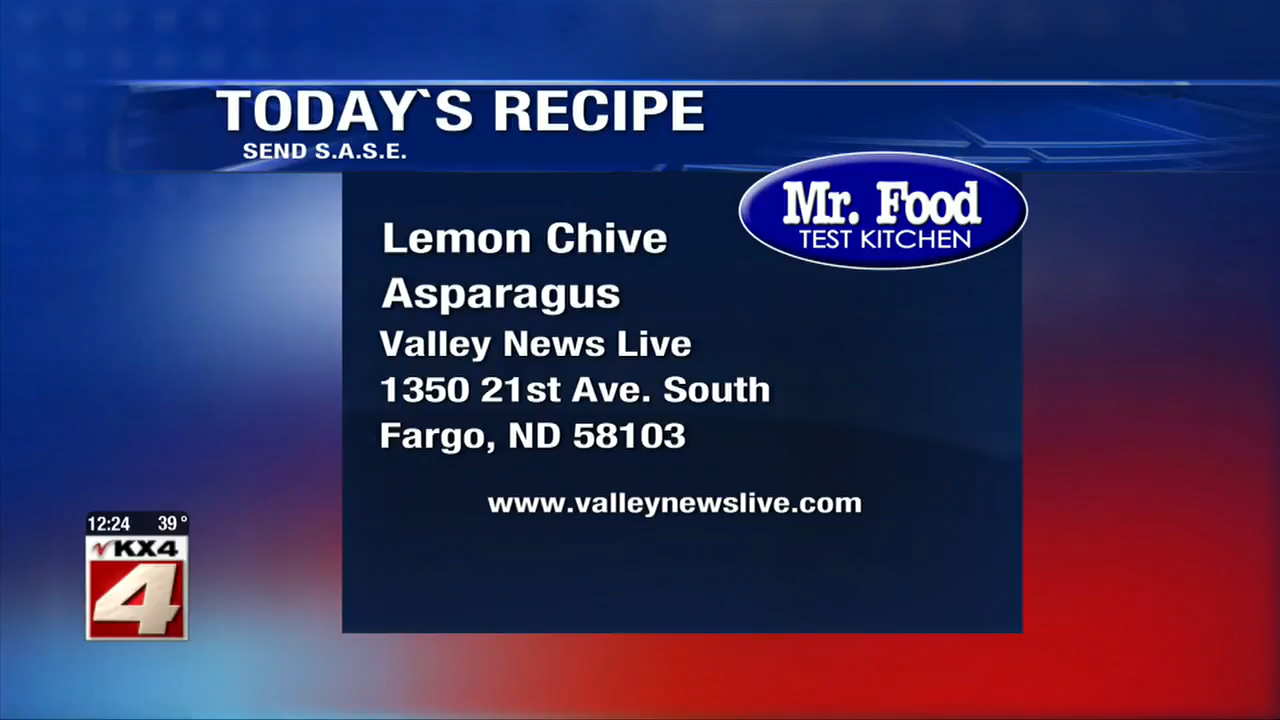 TODAY`S RECIPE
SEND S.A.S.E.
Mr. Food
TEST KITCHEN
Lemon Chive
Asparagus
Valley News Live
1350 21st Ave. South
Fargo, ND 58103
www.valleynewslive.com
12:24 39°
KX4
4